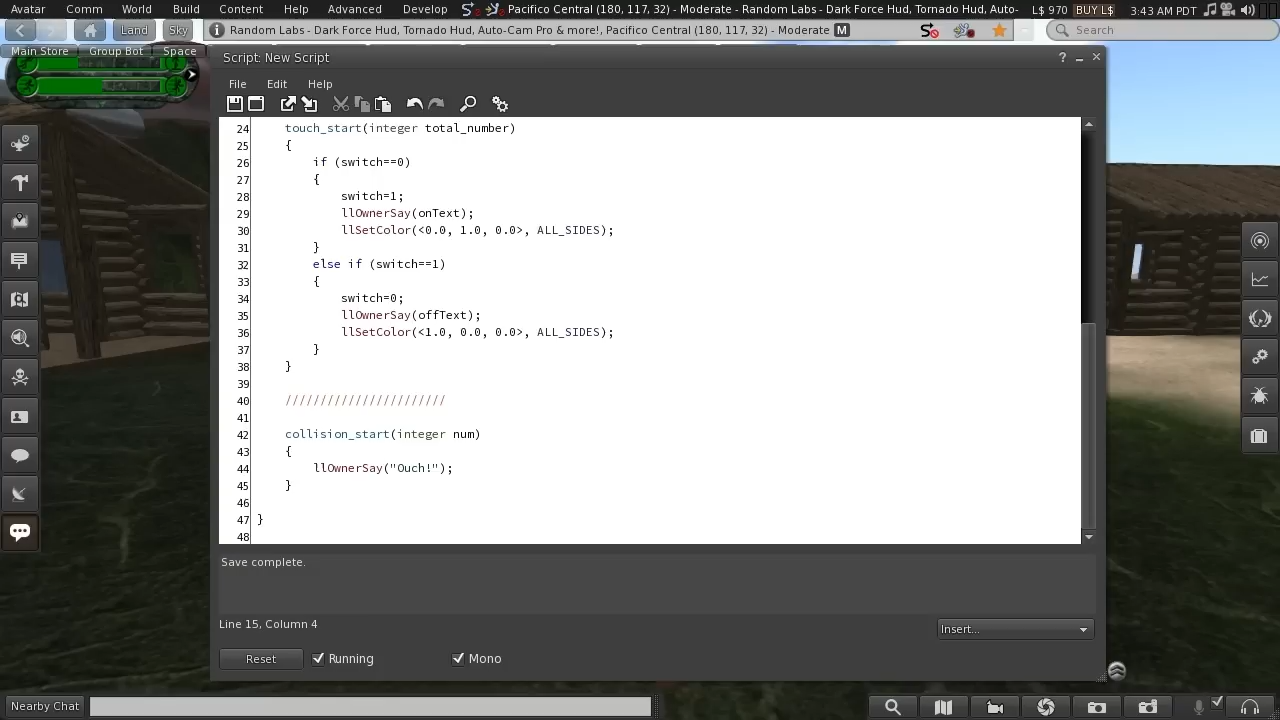 Avatar Comm World Build Content Help Advanced Develop Pacifico Central (180, 117, 32) - Moderate - Random Labs - Dark Force Hud, Tornado Hud, Auto- L$ 970 BUY L$ 3:43 AM PDT
Land Sky Random Labs - Dark Force Hud, Tornado Hud, Auto-Cam Pro & more!, Pacifico Central (180, 117, 32) - Moderate M Search
Main Store Group Bot Space
Script: New Script
File Edit Help
24 touch_start(integer total_number)
25 {
26 if (switch==0)
27 {
28 switch=1;
29 llOwnerSay(onText);
30 llSetColor(<0.0, 1.0, 0.0>, ALL_SIDES);
31 }
32 else if (switch==1)
33 {
34 switch=0;
35 llOwnerSay(offText);
36 llSetColor(<1.0, 0.0, 0.0>, ALL_SIDES);
37 }
38 }
39
40 ///////////////////////
41
42 collision_start(integer num)
43 {
44 llOwnerSay("Ouch!");
45 }
46
47 }
48
Save complete.
Line 15, Column 4
Insert...
Reset Running Mono
Nearby Chat